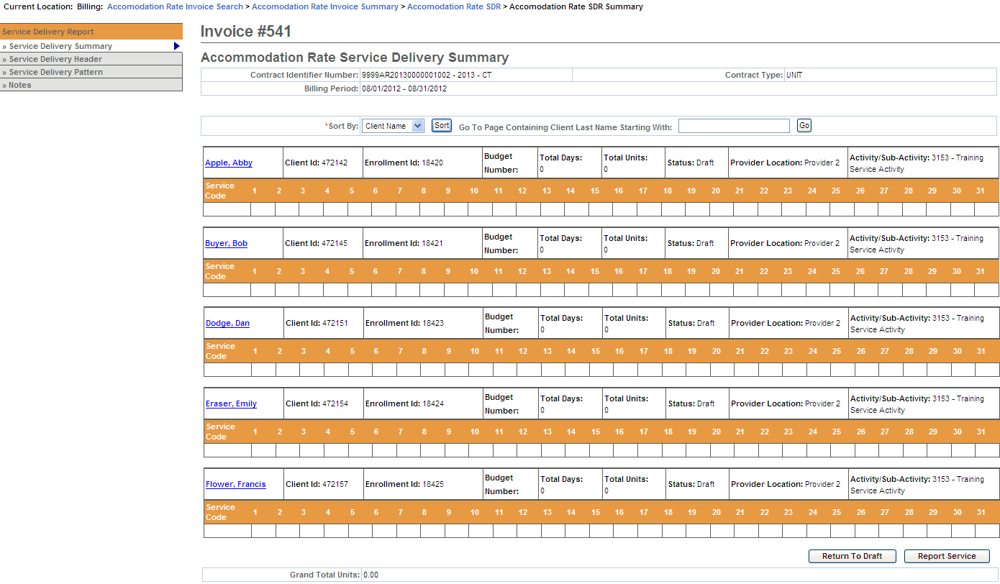 Current Location: Billing: Accomodation Rate Invoice Search > Accomodation Rate Invoice Summary > Accomodation Rate SDR > Accomodation Rate SDR Summary
Service Delivery Report
» Service Delivery Summary
» Service Delivery Header
» Service Delivery Pattern
» Notes
Invoice #541
Accommodation Rate Service Delivery Summary
Contract Identifier Number: 9999AR20130000001002 - 2013 - CT Contract Type: UNIT
Billing Period: 08/01/2012 - 08/31/2012
*Sort By: Client Name Sort Go To Page Containing Client Last Name Starting With: Go
Apple, Abby Client Id: 472142 Enrollment Id: 18420 Budget Number: Total Days: 0 Total Units: 0 Status: Draft Provider Location: Provider 2 Activity/Sub-Activity: 3153 - Training Service Activity
Service Code 1 2 3 4 5 6 7 8 9 10 11 12 13 14 15 16 17 18 19 20 21 22 23 24 25 26 27 28 29 30 31
Buyer, Bob Client Id: 472145 Enrollment Id: 18421 Budget Number: Total Days: 0 Total Units: 0 Status: Draft Provider Location: Provider 2 Activity/Sub-Activity: 3153 - Training Service Activity
Service Code 1 2 3 4 5 6 7 8 9 10 11 12 13 14 15 16 17 18 19 20 21 22 23 24 25 26 27 28 29 30 31
Dodge, Dan Client Id: 472151 Enrollment Id: 18423 Budget Number: Total Days: 0 Total Units: 0 Status: Draft Provider Location: Provider 2 Activity/Sub-Activity: 3153 - Training Service Activity
Service Code 1 2 3 4 5 6 7 8 9 10 11 12 13 14 15 16 17 18 19 20 21 22 23 24 25 26 27 28 29 30 31
Eraser, Emily Client Id: 472154 Enrollment Id: 18424 Budget Number: Total Days: 0 Total Units: 0 Status: Draft Provider Location: Provider 2 Activity/Sub-Activity: 3153 - Training Service Activity
Service Code 1 2 3 4 5 6 7 8 9 10 11 12 13 14 15 16 17 18 19 20 21 22 23 24 25 26 27 28 29 30 31
Flower, Francis Client Id: 472157 Enrollment Id: 18425 Budget Number: Total Days: 0 Total Units: 0 Status: Draft Provider Location: Provider 2 Activity/Sub-Activity: 3153 - Training Service Activity
Service Code 1 2 3 4 5 6 7 8 9 10 11 12 13 14 15 16 17 18 19 20 21 22 23 24 25 26 27 28 29 30 31
Return To Draft Report Service
Grand Total Units: 0.00